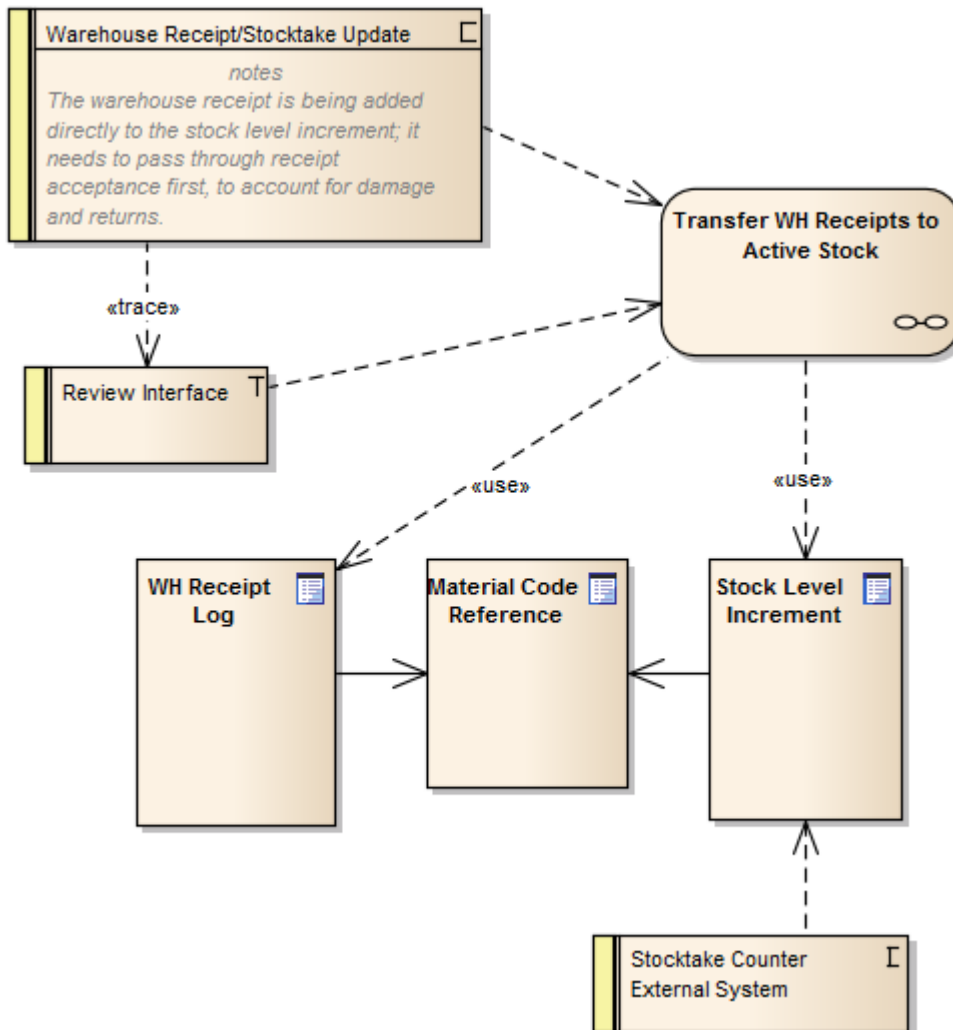 Warehouse Receipt/Stocktake Update
notes
The warehouse receipt is being added
directly to the stock level increment; it
needs to pass through receipt
acceptance first, to account for damage
and returns.
Transfer WH Receipts to
Active Stock
«trace»
Review Interface
«use»
«use»
WH Receipt
Log
Material Code
Reference
Stock Level
Increment
Stocktake Counter
External System